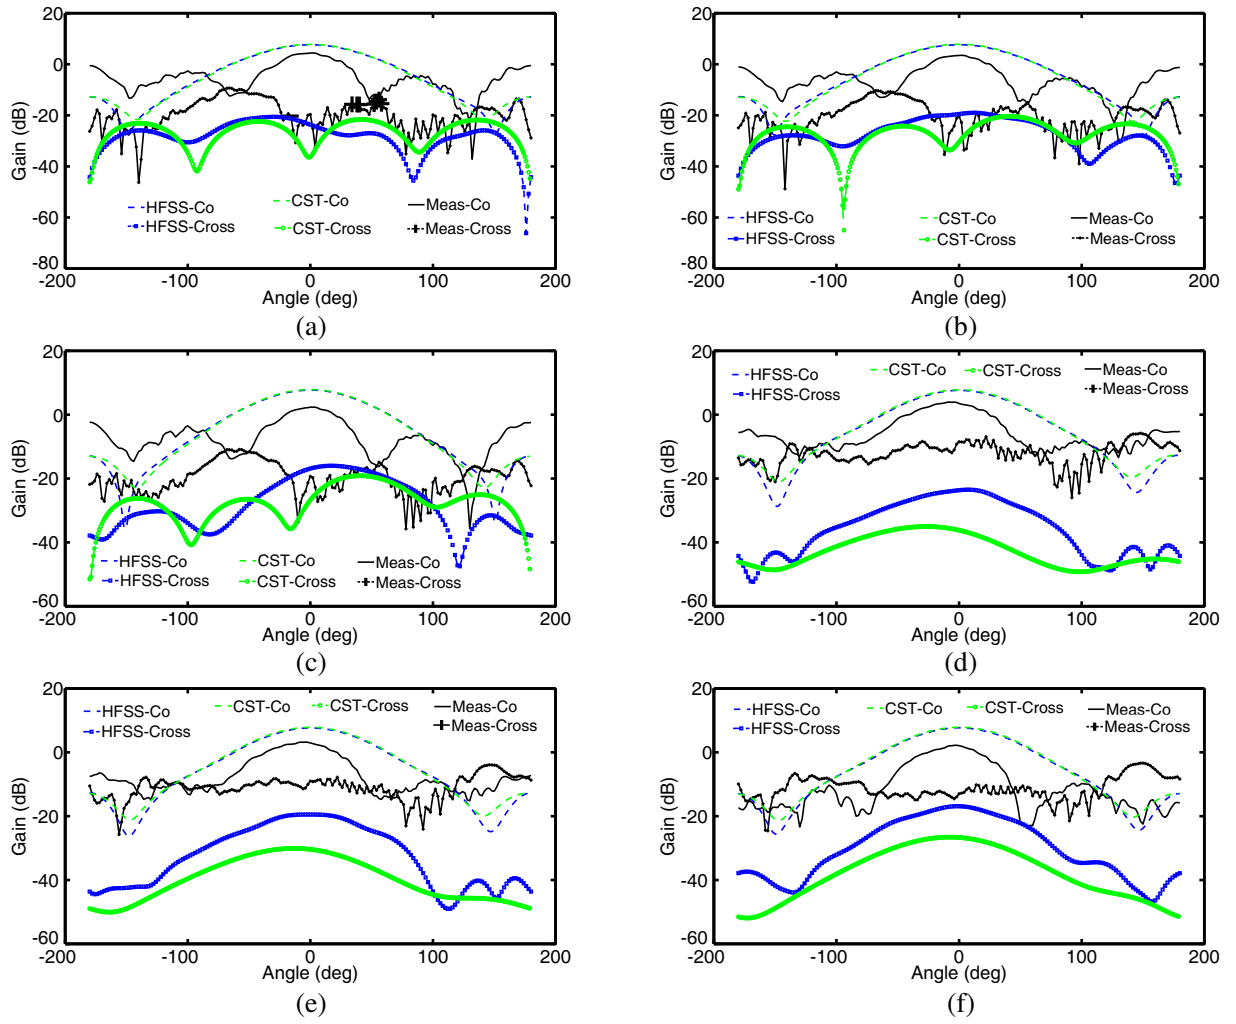 20
0
-20
-40
-60
-80
-200 -100 0 100 200
Gain (dB)
Angle (deg)
HFSS-Co CST-Co Meas-Co
HFSS-Cross CST-Cross Meas-Cross
(a)
20
0
-20
-40
-60
-80
-200 -100 0 100 200
Gain (dB)
Angle (deg)
HFSS-Co CST-Co Meas-Co
HFSS-Cross CST-Cross Meas-Cross
(b)
20
0
-20
-40
-60
-200 -100 0 100 200
Gain (dB)
Angle (deg)
HFSS-Co CST-Co Meas-Co
HFSS-Cross CST-Cross Meas-Cross
(c)
20
0
-20
-40
-60
-200 -100 0 100 200
Gain (dB)
Angle (deg)
HFSS-Co CST-Co CST-Cross Meas-Co
HFSS-Cross Meas-Cross
(d)
20
0
-20
-40
-60
-200 -100 0 100 200
Gain (dB)
Angle (deg)
HFSS-Co CST-Co CST-Cross Meas-Co
HFSS-Cross Meas-Cross
(e)
20
0
-20
-40
-60
-200 -100 0 100 200
Gain (dB)
Angle (deg)
HFSS-Co CST-Co CST-Cross Meas-Co
HFSS-Cross Meas-Cross
(f)